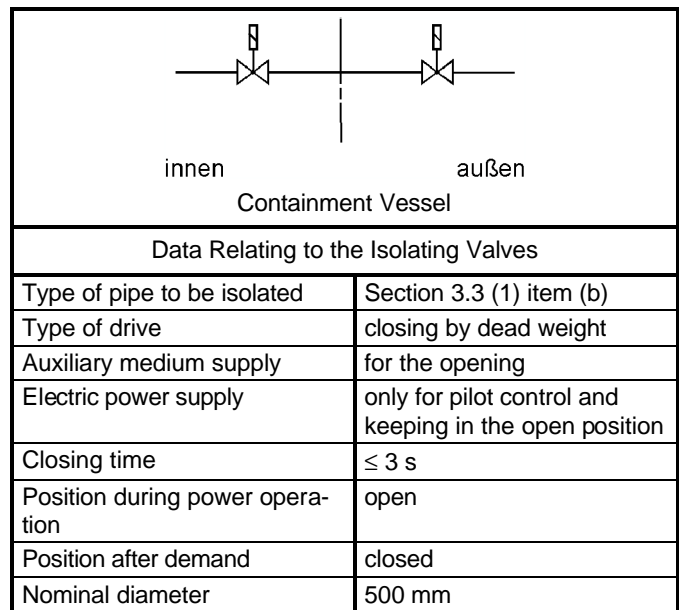 innen außen
Containment Vessel
Data Relating to the Isolating Valves
Type of pipe to be isolated Section 3.3 (1) item (b)
Type of drive closing by dead weight
Auxiliary medium supply for the opening
Electric power supply only for pilot control and
keeping in the open position
Closing time ≤ 3 s
Position during power opera- open
tion
Position after demand closed
Nominal diameter 500 mm